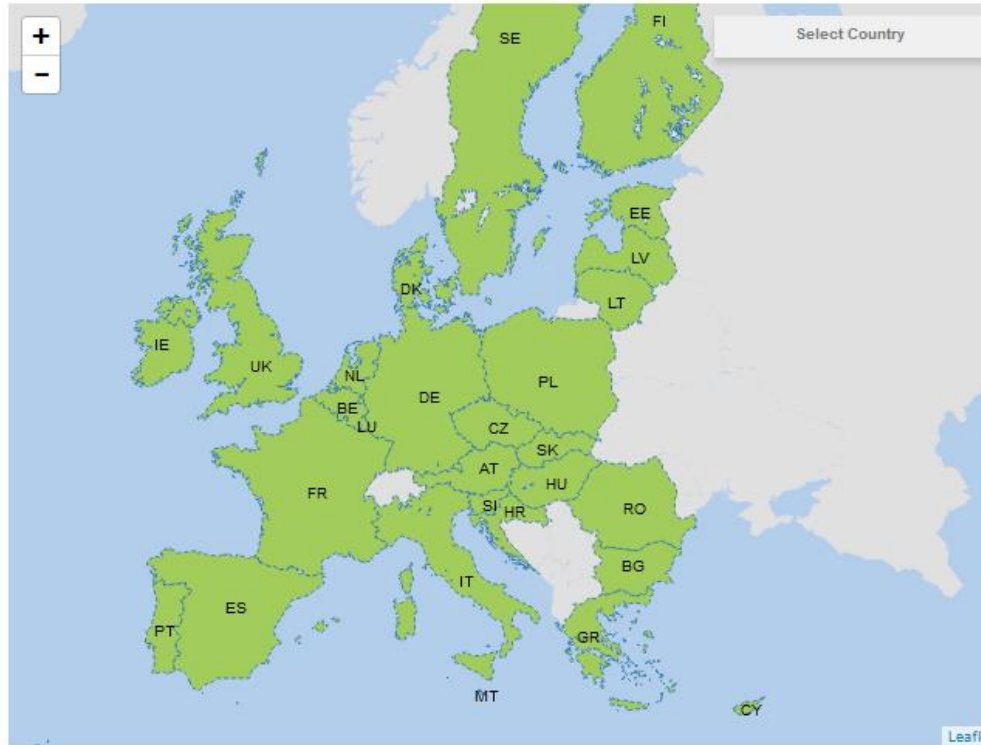 +
−
Select Country
SE
FI
EE
LV
LT
DK
IE
UK
NL
BE
LU
DE
PL
CZ
SK
AT
HU
FR
SI
HR
RO
BG
IT
ES
PT
GR
MT
CY
Leafl